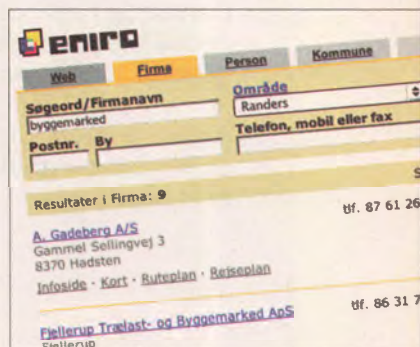 eniro
Web Firma Person Kommune
Søgeord/Firmanavn Område
byggemarked Randers
Postnr. By Telefon, mobil eller fax
Resultater i Firma: 9
A. Gadeberg A/S tlf. 87 61 26
Gammel Sellingvej 3
8370 Hadsten
Infoside · Kort · Ruteplan · Rejseplan
Fjellerup Trælast- og Byggemarked ApS tlf. 86 31 7
Fjellerup